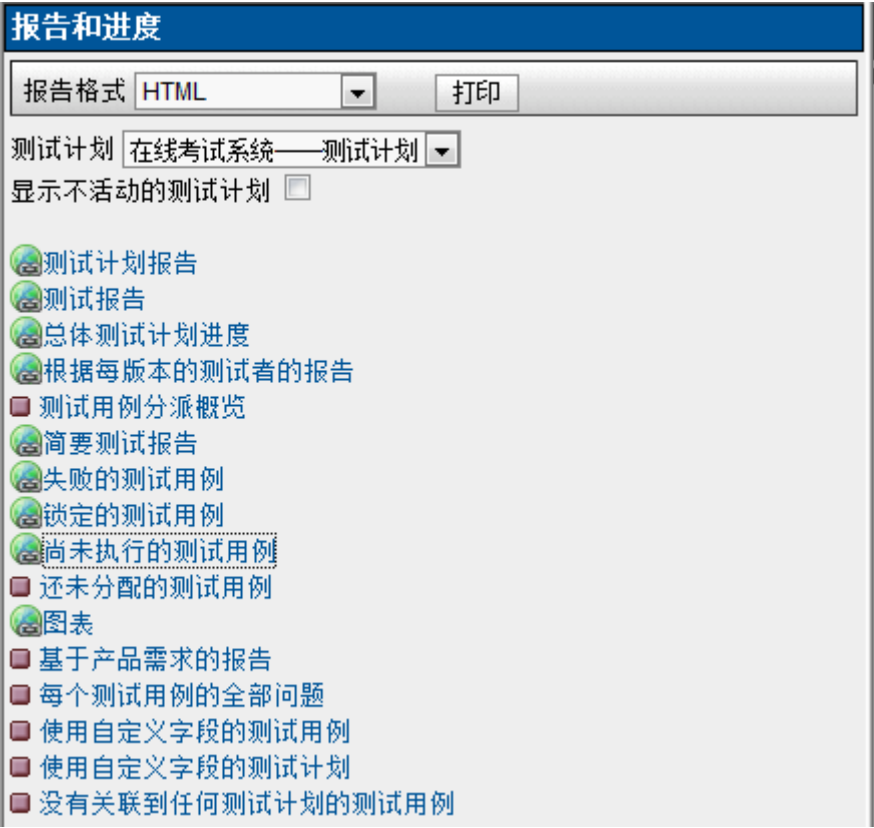 报告和进度
报告格式 HTML 打印
测试计划 在线考试系统——测试计划
显示不活动的测试计划
测试计划报告
测试报告
总体测试计划进度
根据每版本的测试者的报告
测试用例分派概览
简要测试报告
失败的测试用例
锁定的测试用例
尚未执行的测试用例
还未分配的测试用例
图表
基于产品需求的报告
每个测试用例的全部问题
使用自定义字段的测试用例
使用自定义字段的测试计划
没有关联到任何测试计划的测试用例